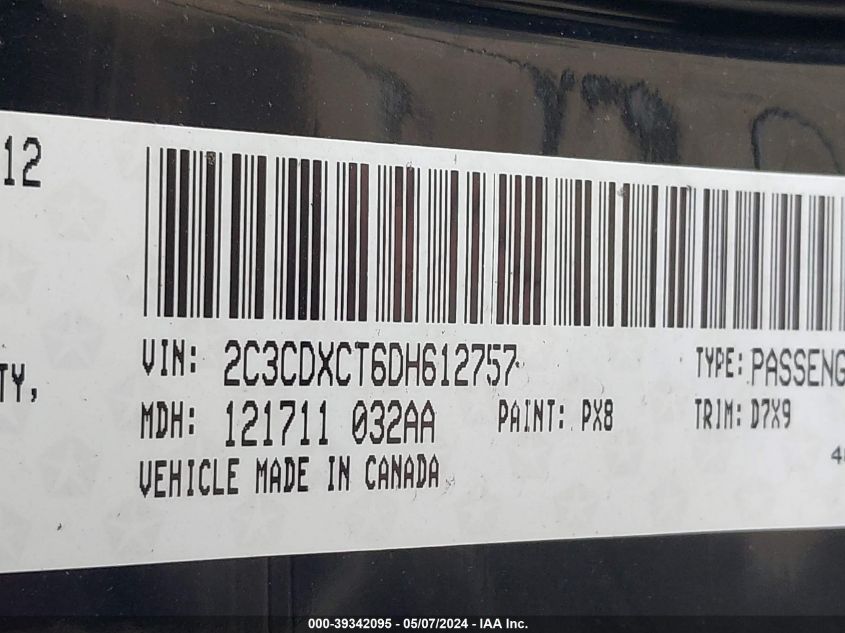 12
TY,
VIN: 2C3CDXCT6DH612757 TYPE: PASSENG
MDH: 121711 032AA PAINT: PX8 TRIM: D7X9
VEHICLE MADE IN CANADA
000-39342095 - 05/07/2024 - IAA Inc.